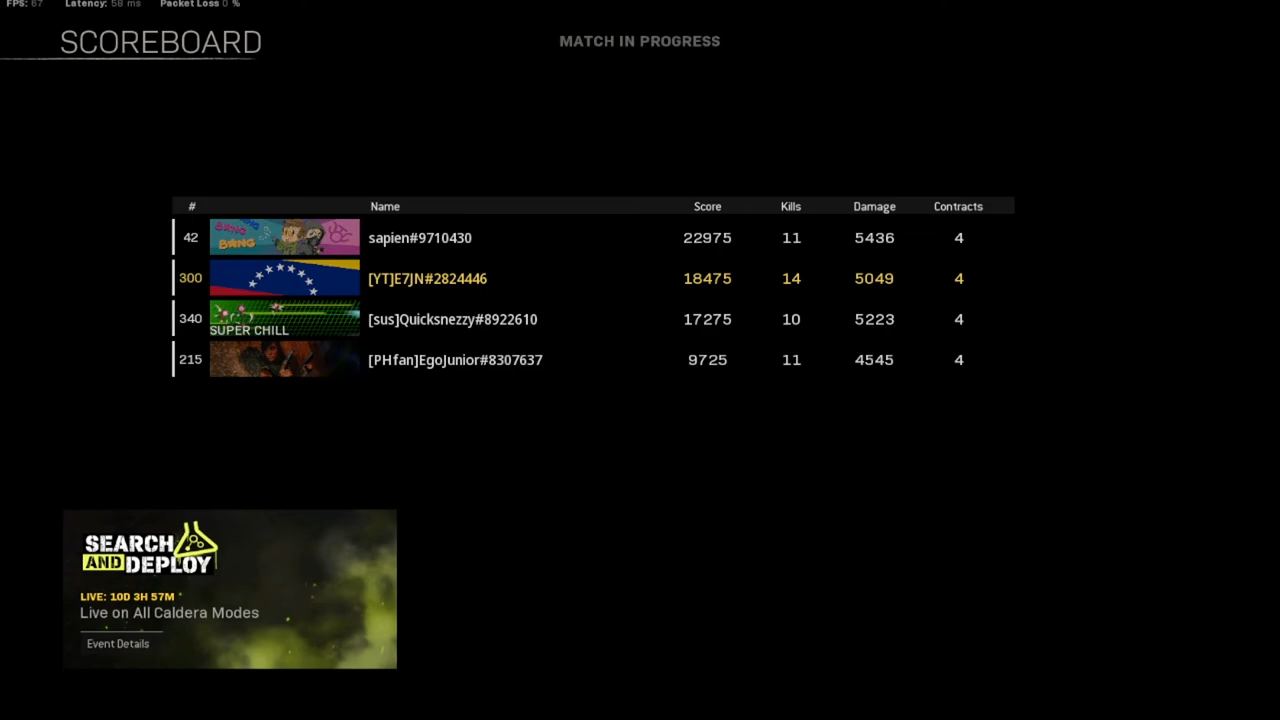 FPS: 67 Latency: 58 ms Packet Loss 0 %
SCOREBOARD
MATCH IN PROGRESS
# Name Score Kills Damage Contracts
BANG BANG
42 sapien#9710430 22975 11 5436 4
300 [YT]E7JN#2824446 18475 14 5049 4
340 SUPER CHILL [sus]Quicksnezzy#8922610 17275 10 5223 4
215 [PHfan]EgoJunior#8307637 9725 11 4545 4
SEARCH
AND DEPLOY
LIVE: 10D 3H 57M
Live on All Caldera Modes
Event Details